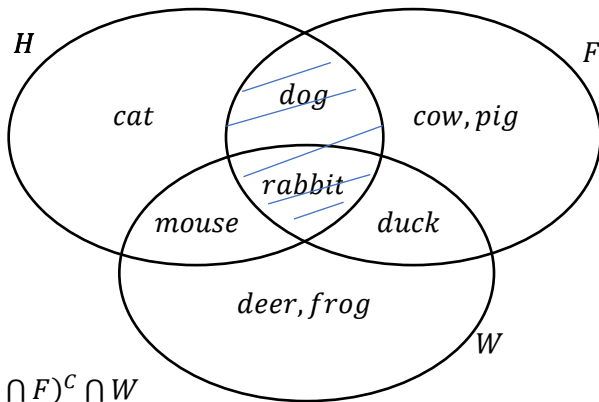 H
F
dog
cat
cow, pig
rabbit
mouse
duck
deer, frog
W
∩ F)ᶜ ∩ W